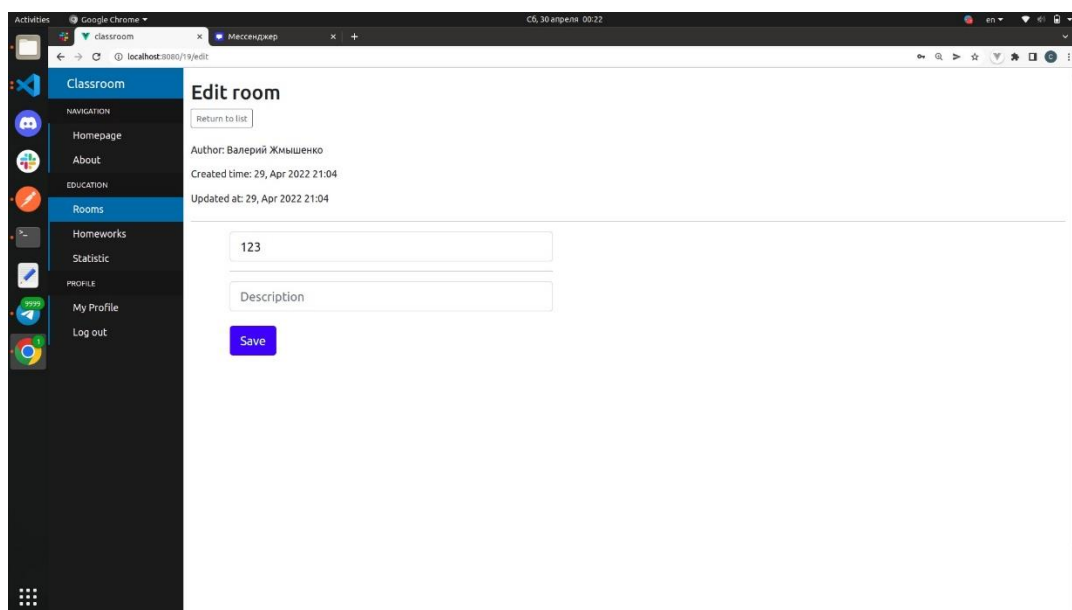 Activities
Google Chrome
Сб, 30 апреля 00:22
en
classroom
Мессенджер
localhost:8080/19/edit
Classroom
NAVIGATION
Homepage
About
EDUCATION
Rooms
Homeworks
Statistic
PROFILE
My Profile
Log out
9999
1
C
Edit room
Return to list
Author: Валерий Жмышенко
Created time: 29, Apr 2022 21:04
Updated at: 29, Apr 2022 21:04
123
Description
Save